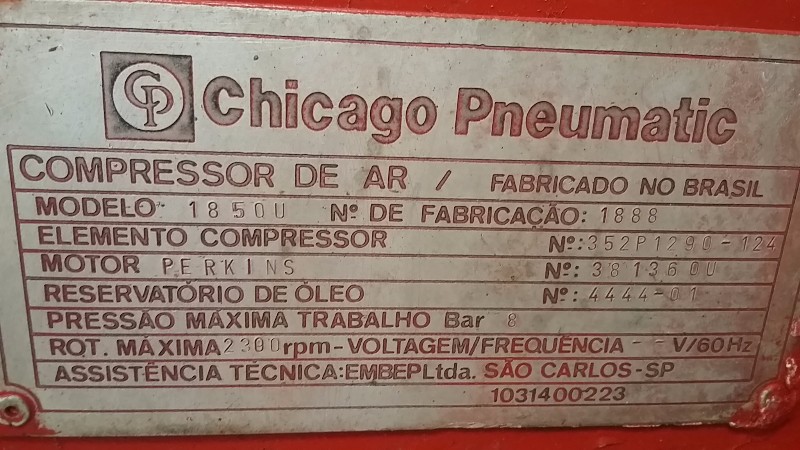 CP Chicago Pneumatic
COMPRESSOR DE AR / FABRICADO NO BRASIL
MODELO 1850U Nº DE FABRICAÇÃO: 1888
ELEMENTO COMPRESSOR Nº: 352P1290-124
MOTOR PERKINS Nº: 381360U
RESERVATÓRIO DE ÓLEO Nº: 4444-01
PRESSÃO MÁXIMA TRABALHO Bar 8
ROT. MÁXIMA 2300 rpm-VOLTAGEM/FREQUÊNCIA -- V/60Hz
ASSISTÊNCIA TÉCNICA:EMBEPLtda. SÃO CARLOS-SP
1031400223